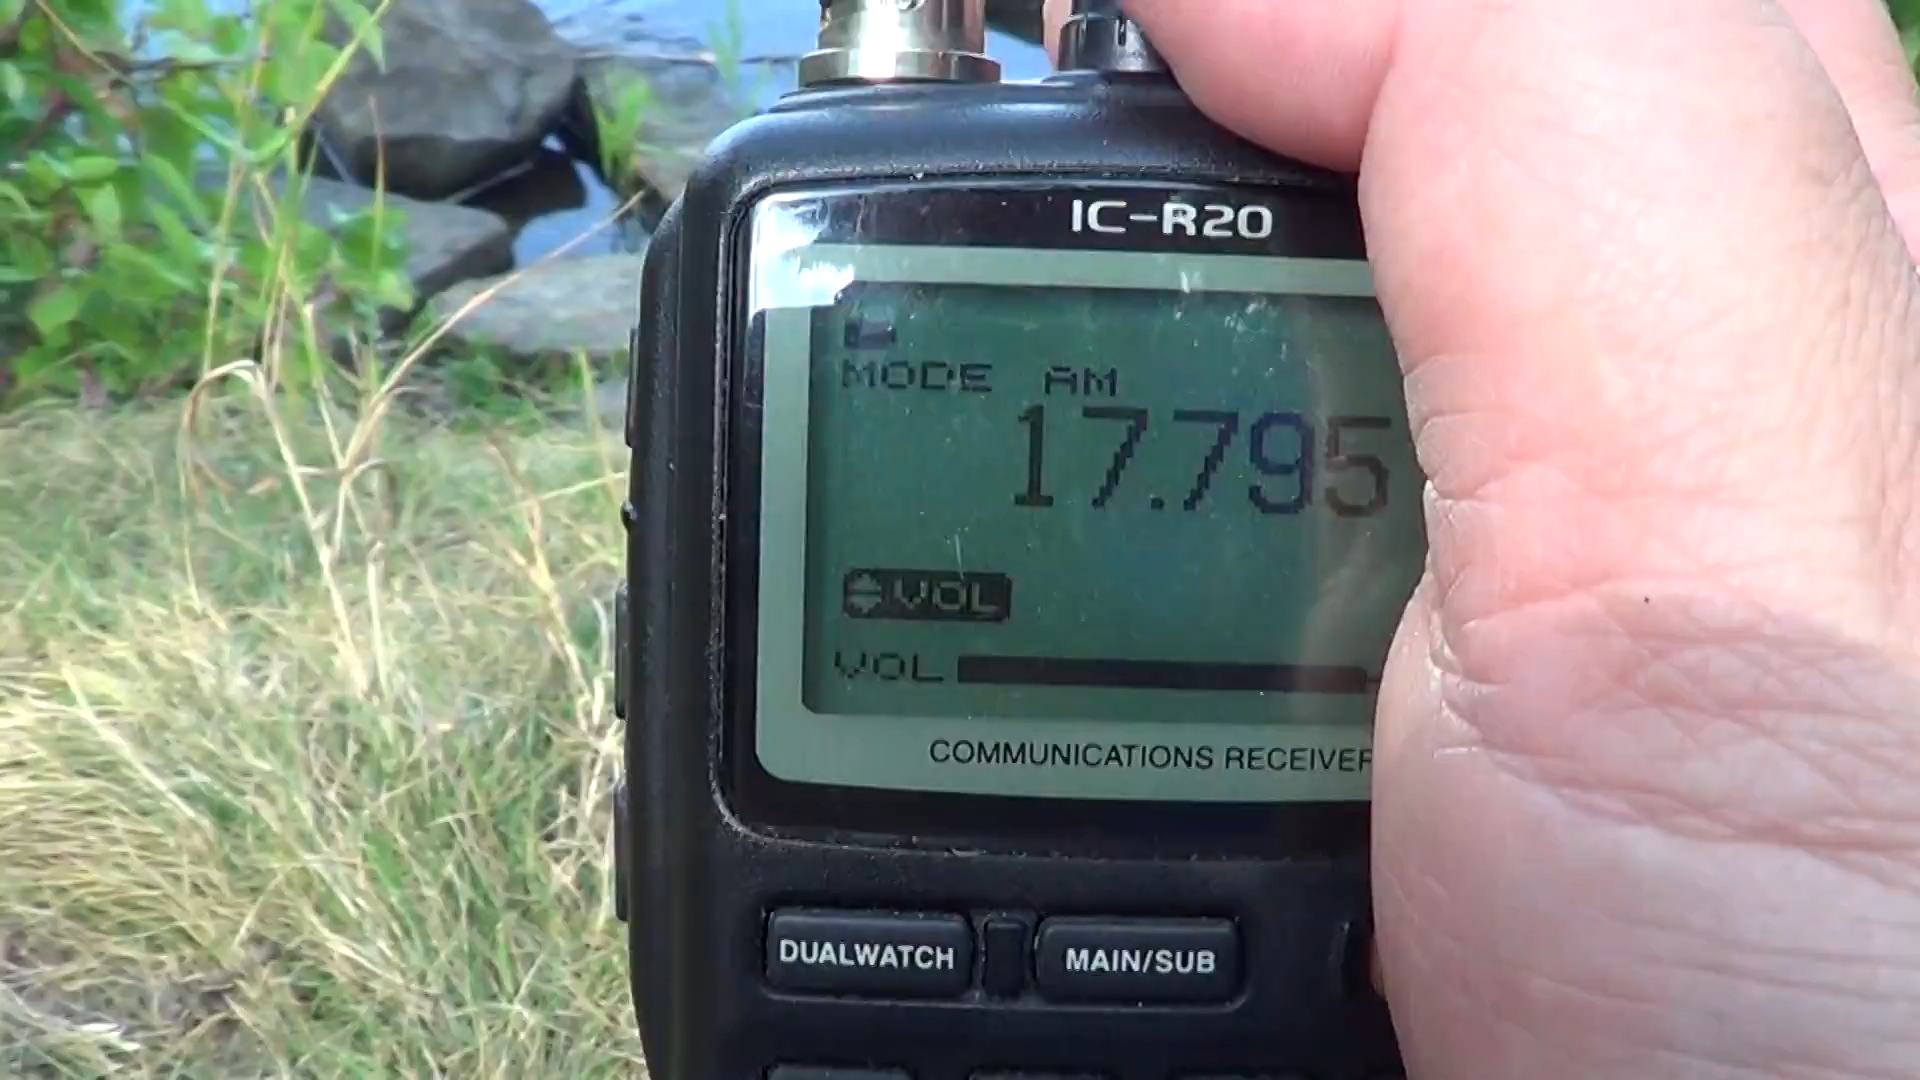 IC-R20
MODE AM
17.795
VOL
VOL
COMMUNICATIONS RECEIVER
DUALWATCH MAIN/SUB